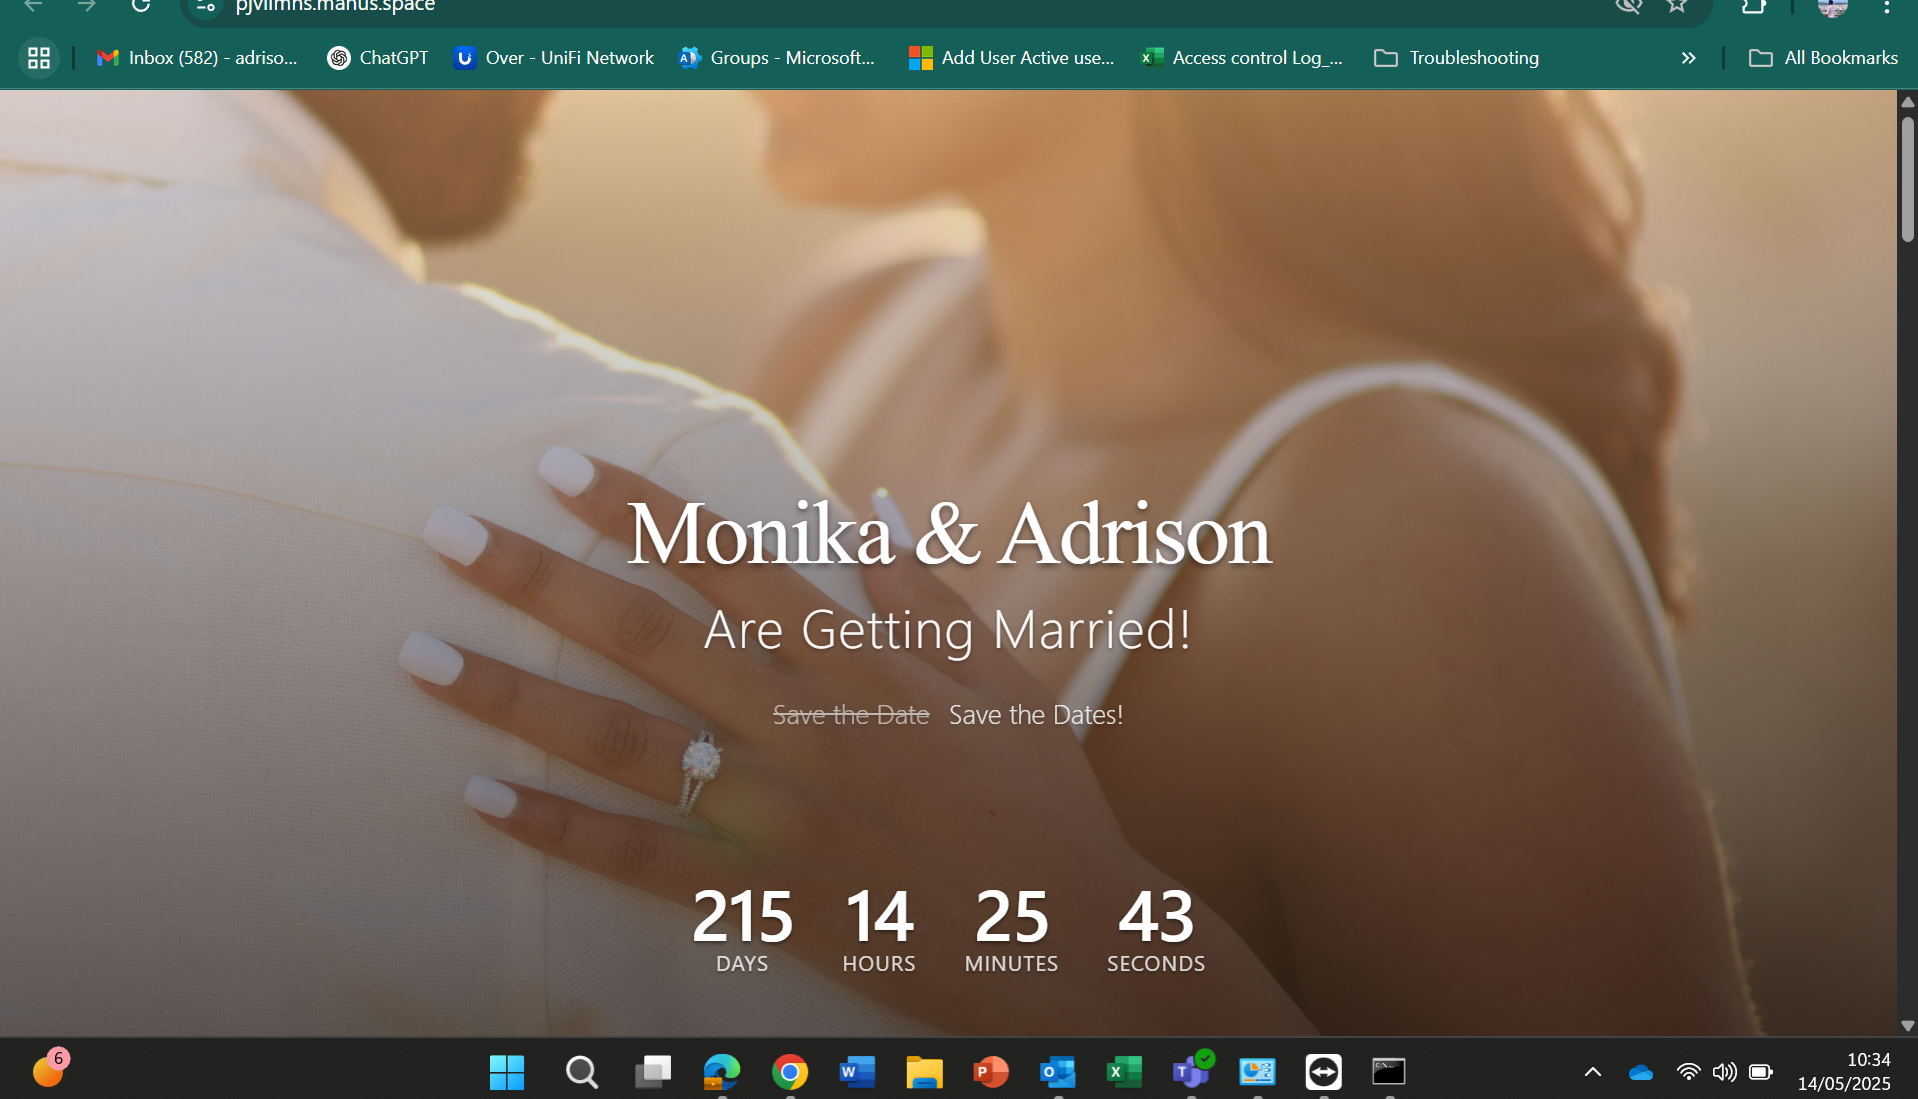 pjvlimns.manus.space
Inbox (582) - adriso...
ChatGPT
Over - UniFi Network
Groups - Microsoft...
Add User Active use...
Access control Log_...
Troubleshooting
All Bookmarks
Monika & Adrison
Are Getting Married!
Save the Date Save the Dates!
215 14 25 43
DAYS HOURS MINUTES SECONDS
6
10:34
14/05/2025